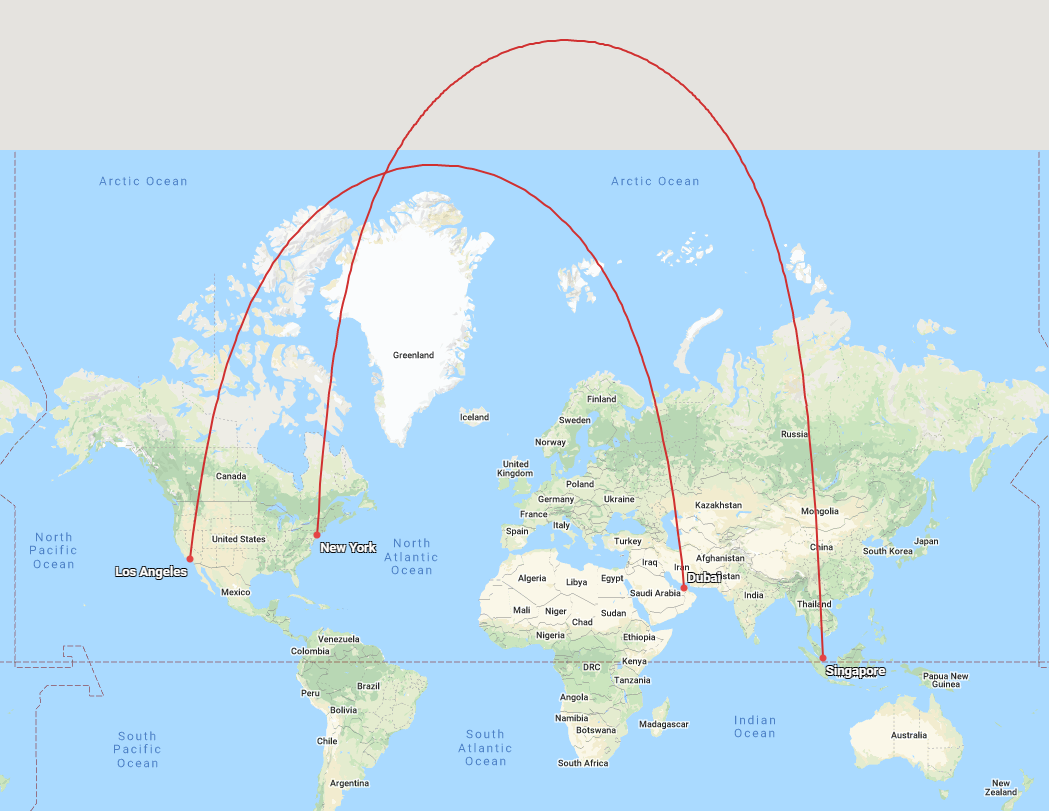 Arctic Ocean
Arctic Ocean
Greenland
Finland
Iceland
Sweden
Russia
Norway
United
Kingdom
Canada
Poland
Germany
Ukraine
Kazakhstan
Mongolia
France
Italy
Spain
North
Pacific
Ocean
United States
New York
North
Atlantic
Ocean
Turkey
China
South Korea
Japan
Los Angeles
Iraq
Iran
Afghanistan
Dubai
stan
Algeria
Libya
Egypt
Saudi Arabia
India
Mexico
Thailand
Mali
Niger
Chad
Sudan
Nigeria
Ethiopia
Venezuela
Colombia
DRC
Kenya
Singapore
Papua New
Guinea
Peru
Brazil
Tanzania
Angola
Bolivia
Namibia
Botswana
Madagascar
South
Pacific
Ocean
South
Atlantic
Ocean
Indian
Ocean
Chile
Australia
South Africa
Argentina
New
Zealand